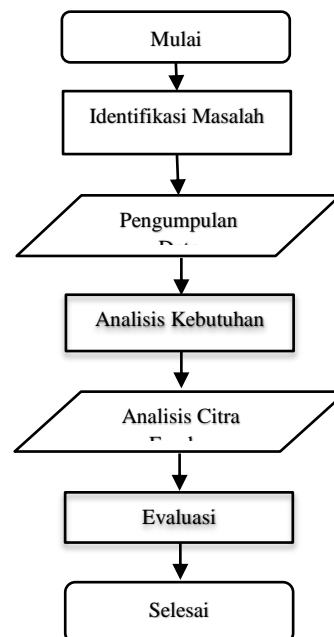 Mulai
Identifikasi Masalah
Pengumpulan
Analisis Kebutuhan
Analisis Citra
Evaluasi
Selesai